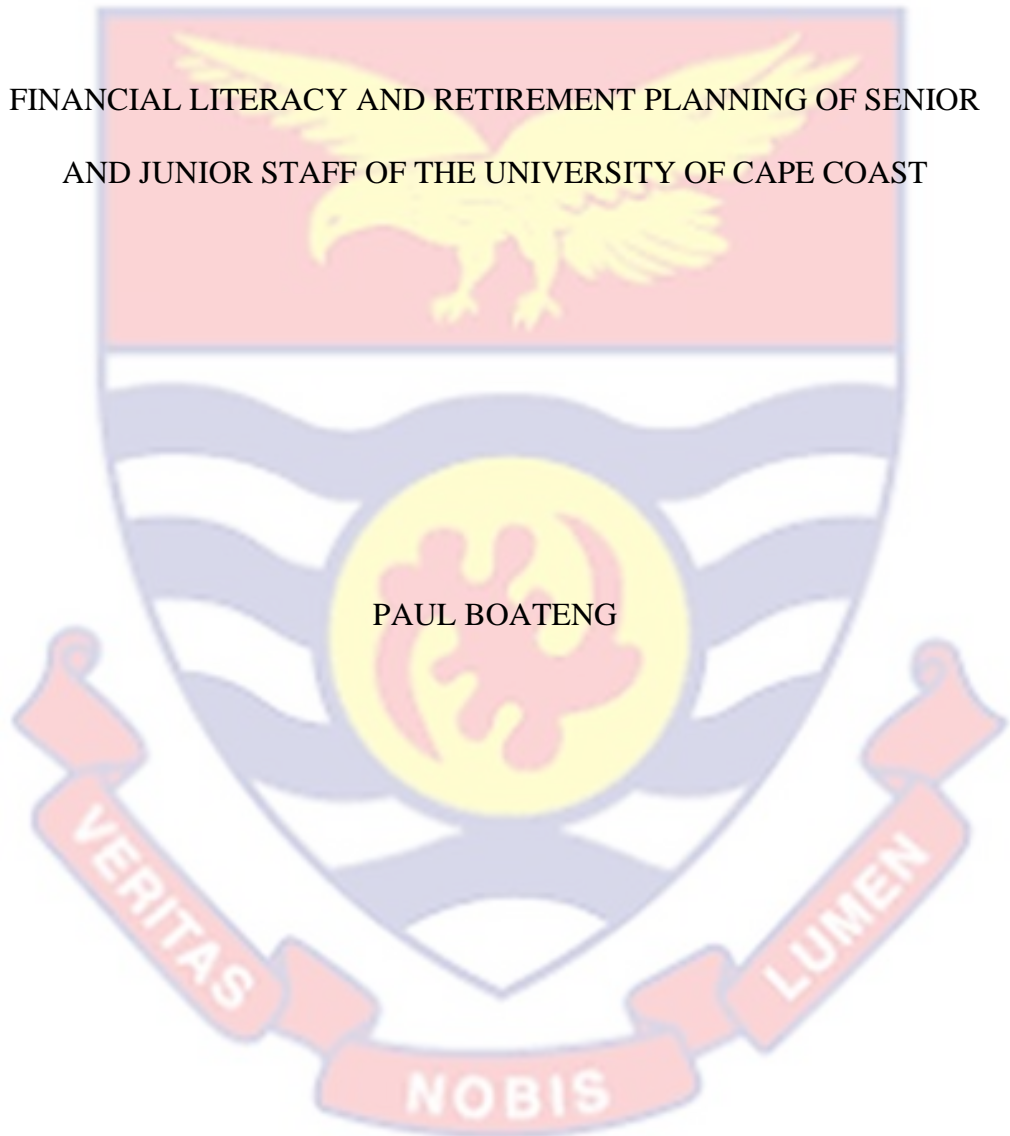 FINANCIAL LITERACY AND RETIREMENT PLANNING OF SENIOR
AND JUNIOR STAFF OF THE UNIVERSITY OF CAPE COAST
PAUL BOATENG
VERITAS
NOBIS
LUMEN